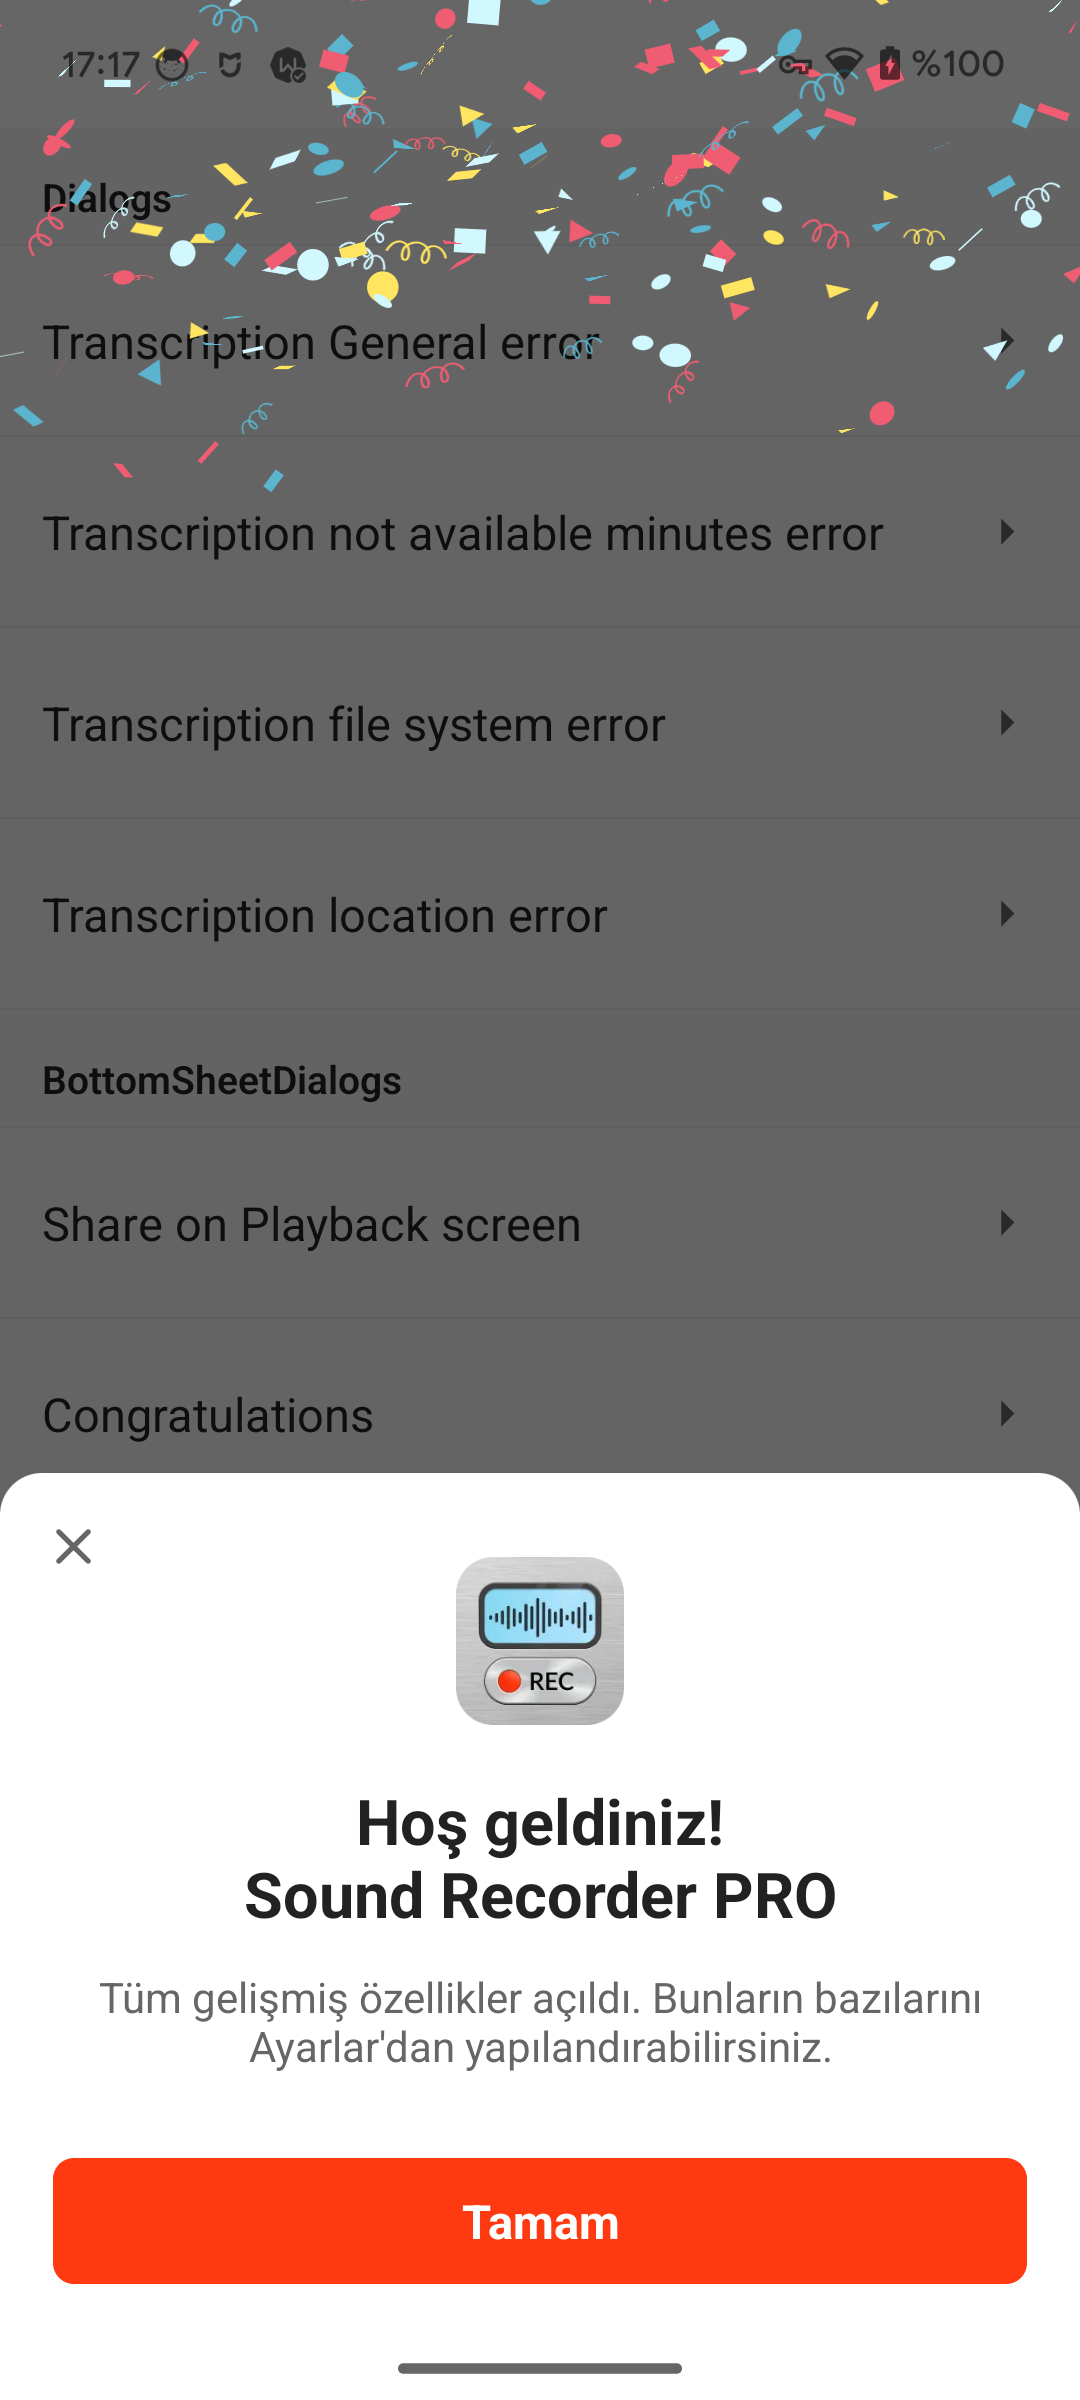 17:17
%100
Dialogs
Transcription General error
Transcription not available minutes error
Transcription file system error
Transcription location error
BottomSheetDialogs
Share on Playback screen
Congratulations
REC
Hoş geldiniz!
Sound Recorder PRO
Tüm gelişmiş özellikler açıldı. Bunların bazılarını
Ayarlar'dan yapılandırabilirsiniz.
Tamam